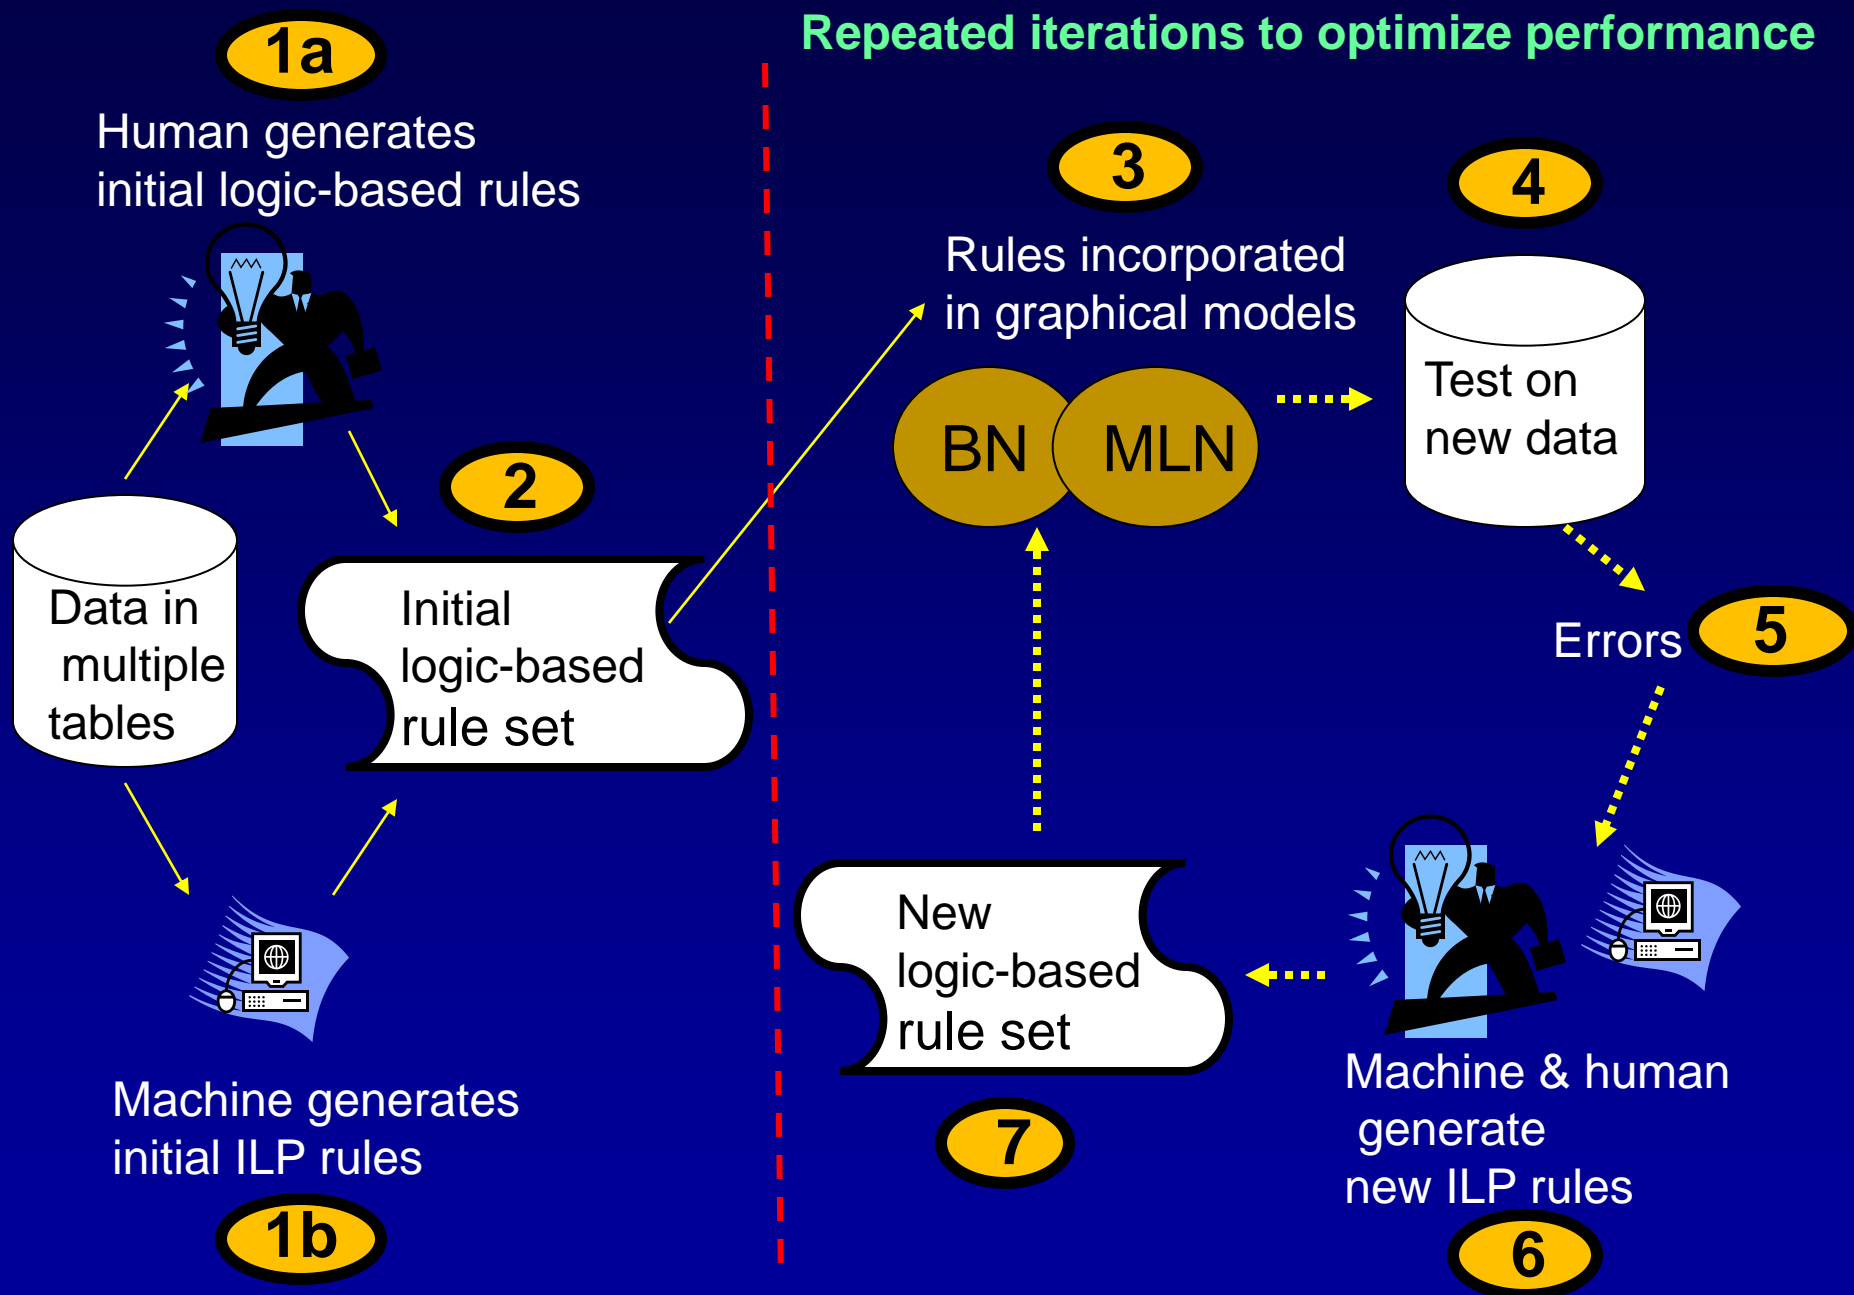 1a
Human generates
initial logic-based rules
Data in
multiple
tables
2
Initial
logic-based
rule set
Machine generates
initial ILP rules
1b
Repeated iterations to optimize performance
3
Rules incorporated
in graphical models
BN MLN
4
Test on
new data
Errors
5
Machine & human
generate
new ILP rules
6
New
logic-based
rule set
7